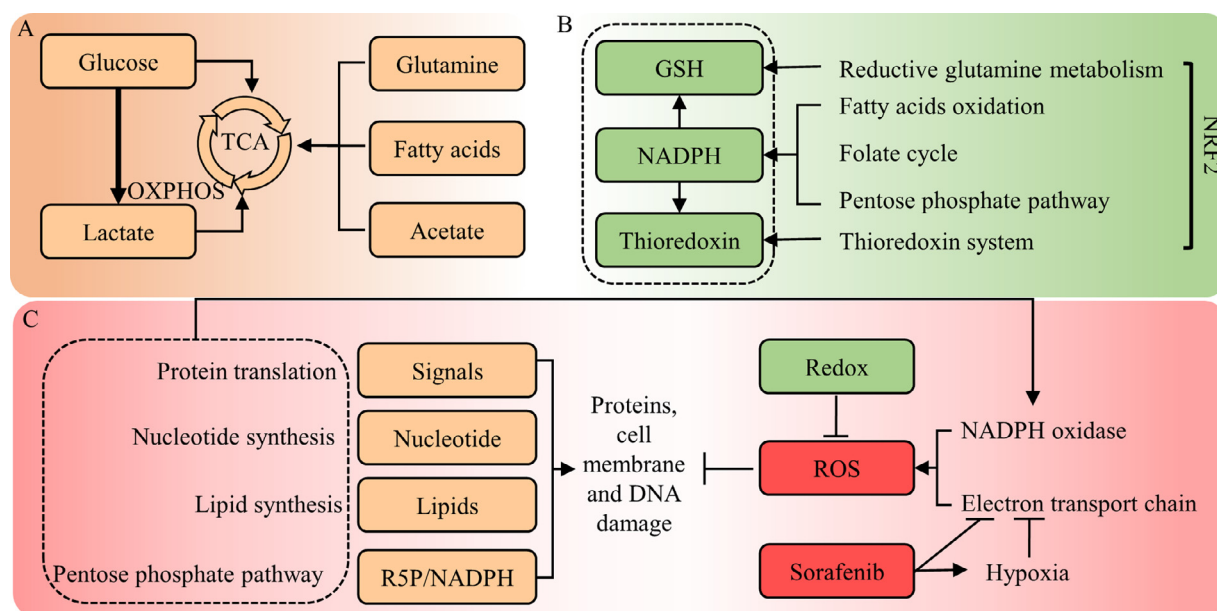 A
Glucose
TCA
OXPHOS
Lactate
Glutamine
Fatty acids
Acetate
B
GSH
NADPH
Thioredoxin
Reductive glutamine metabolism
Fatty acids oxidation
Folate cycle
Pentose phosphate pathway
Thioredoxin system
NRF2
C
Protein translation
Nucleotide synthesis
Lipid synthesis
Pentose phosphate pathway
Signals
Nucleotide
Lipids
R5P/NADPH
Proteins,
cell
membrane
and DNA
damage
Redox
ROS
Sorafenib
NADPH oxidase
Electron transport chain
Hypoxia